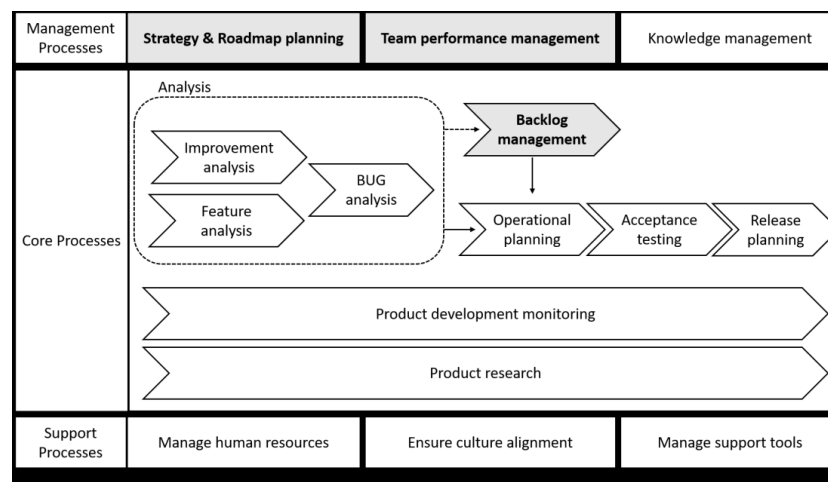 Management
Processes
Strategy & Roadmap planning
Team performance management
Knowledge management
Core Processes
Analysis
Improvement
analysis
Feature
analysis
BUG
analysis
Backlog
management
Operational
planning
Acceptance
testing
Release
planning
Product development monitoring
Product research
Support
Processes
Manage human resources
Ensure culture alignment
Manage support tools